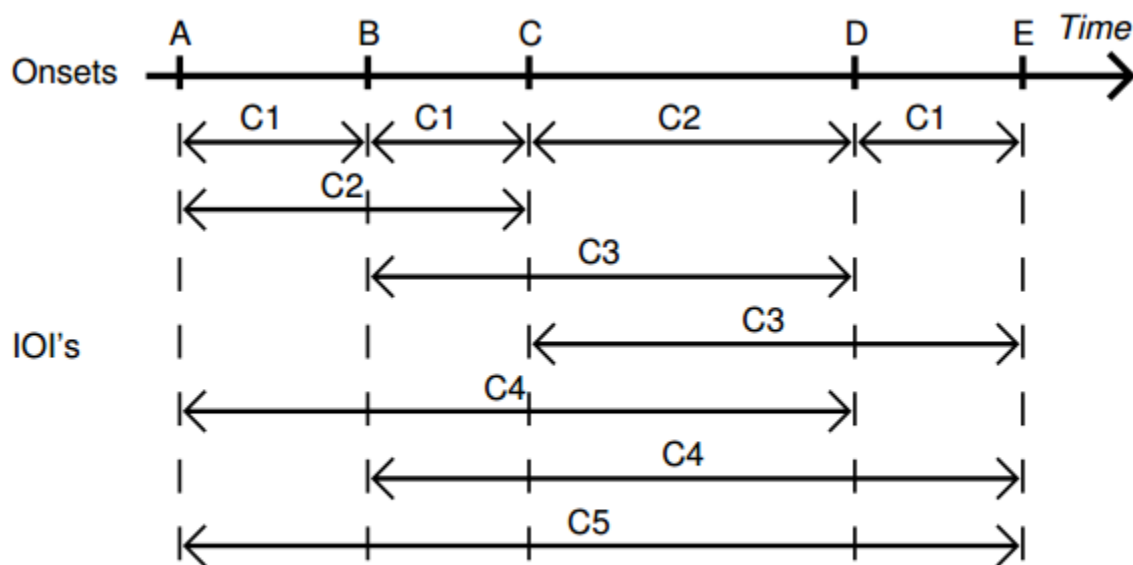 A B C D E Time
Onsets
C1 C1 C2 C1
C2
C3
C3
IOI's
C4
C4
C5